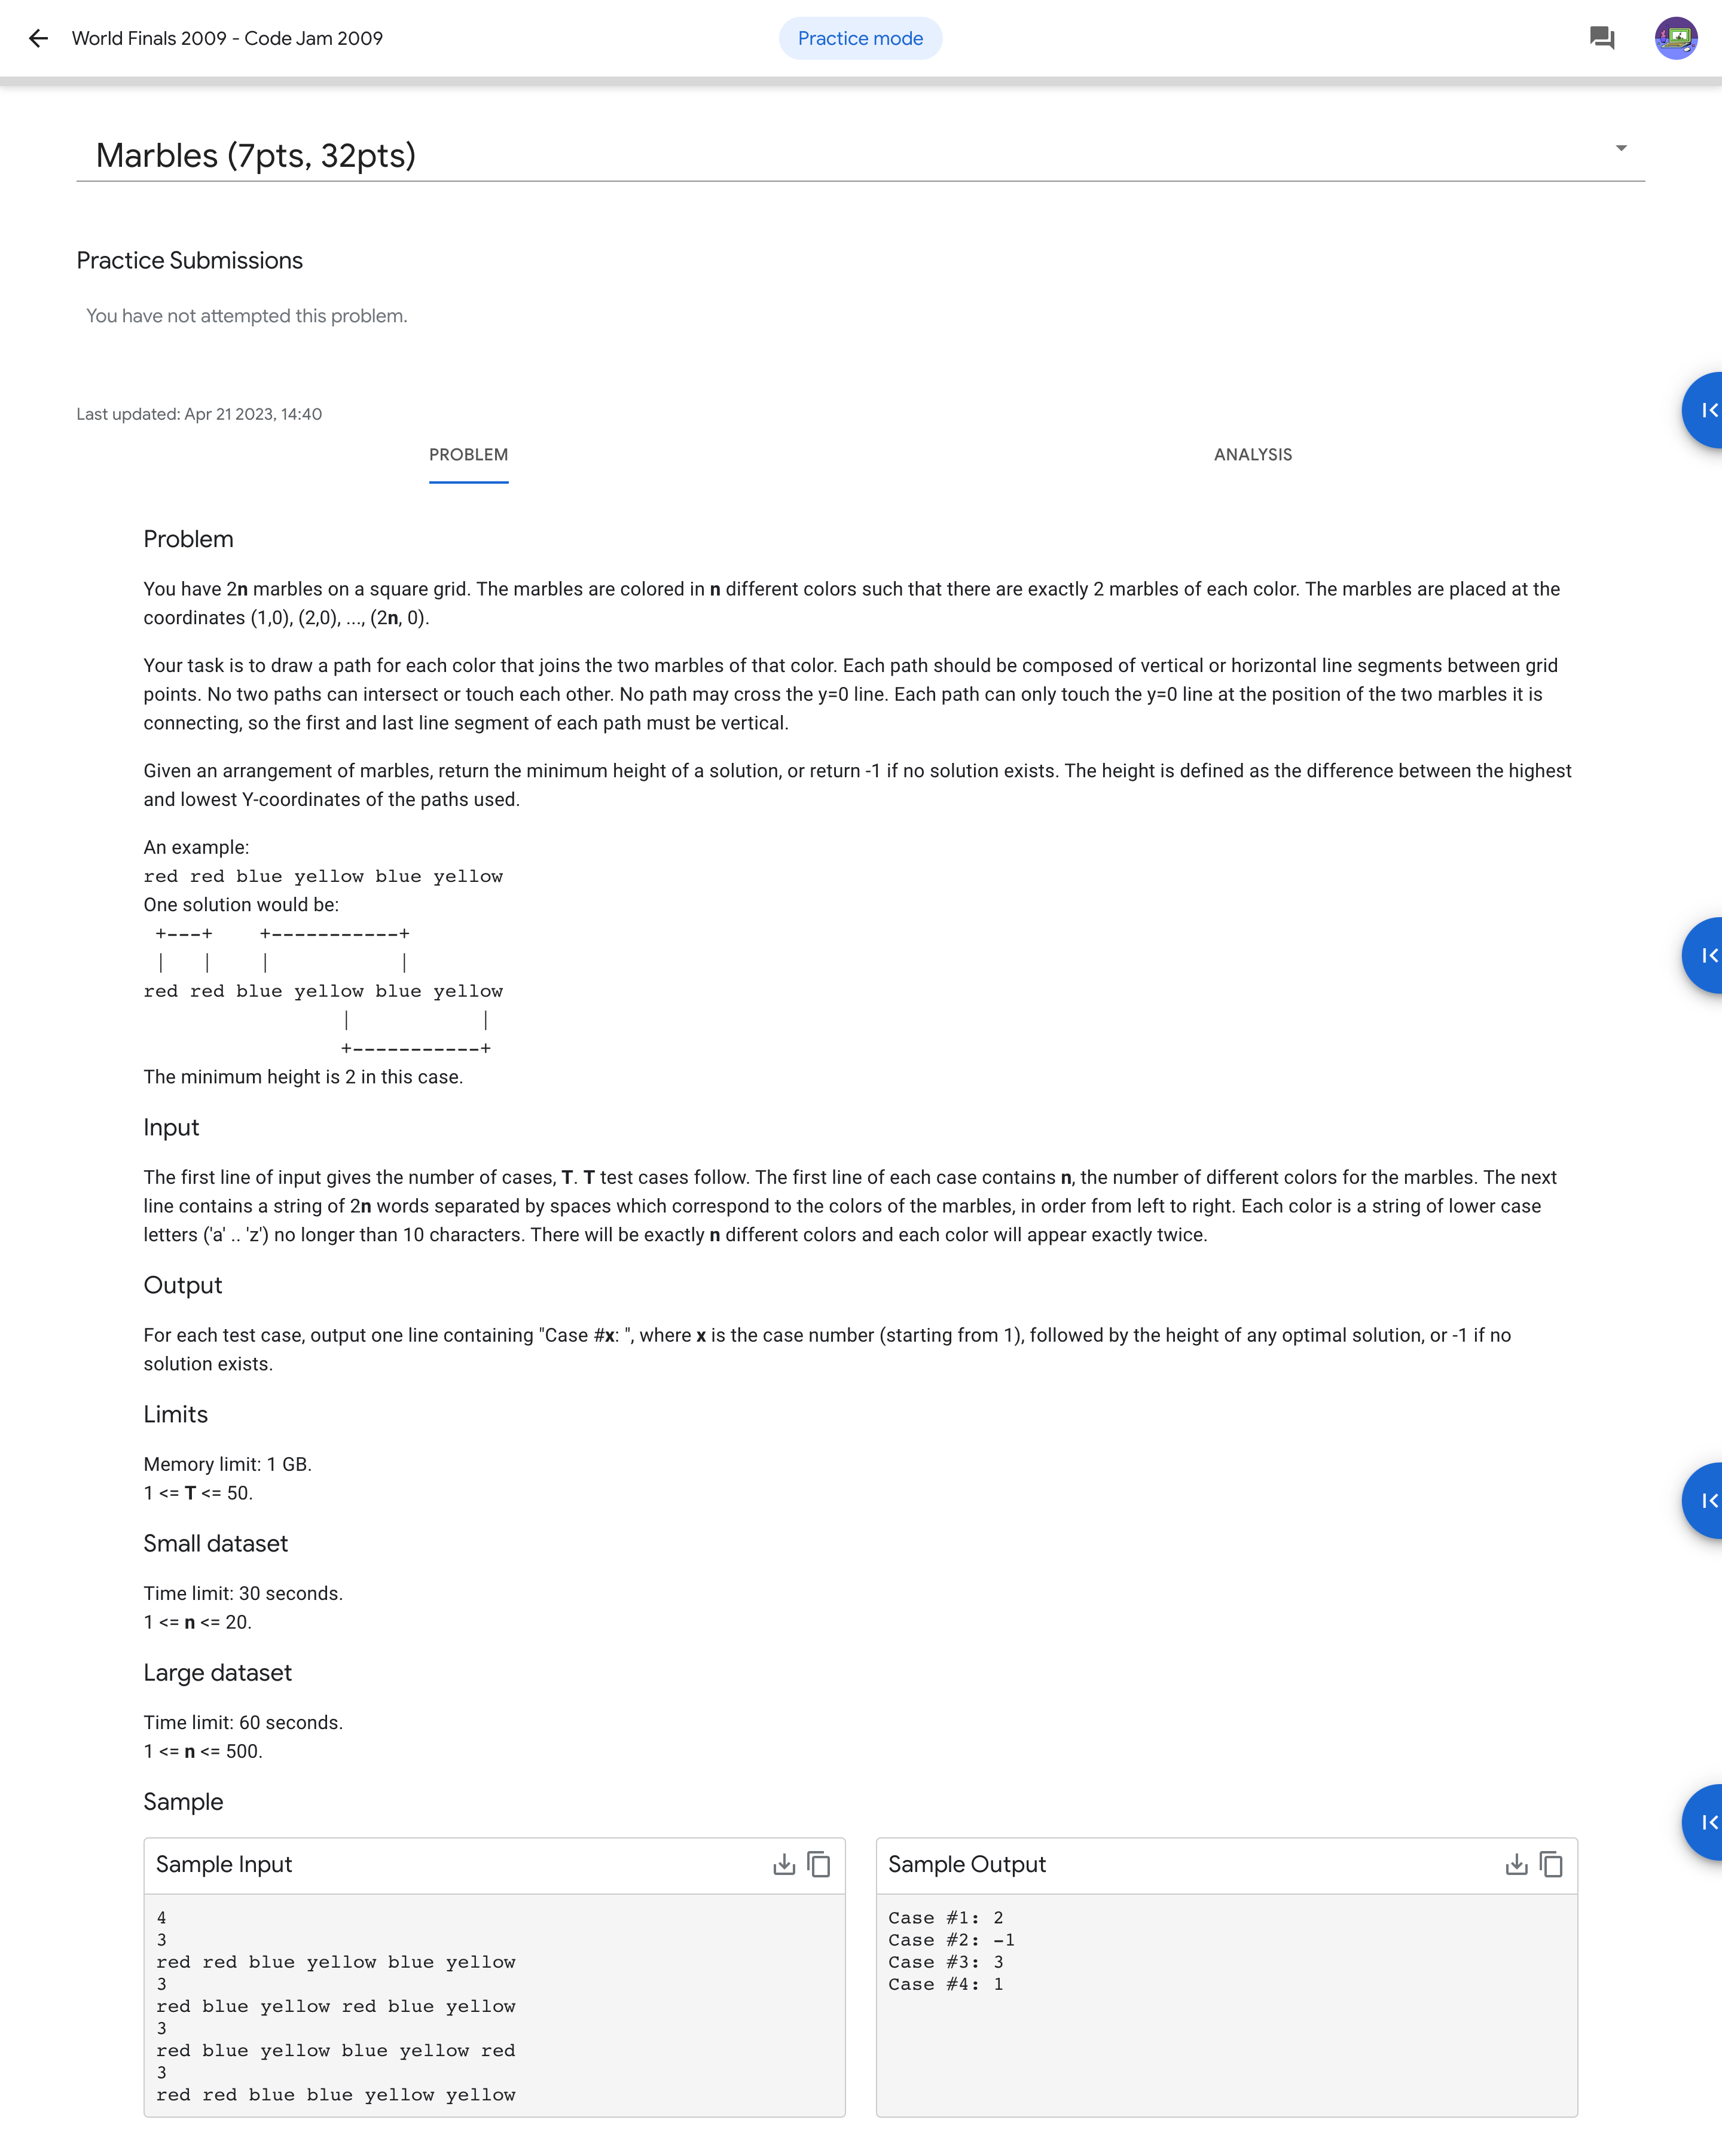 World Finals 2009 - Code Jam 2009
Practice mode
Marbles (7pts, 32pts)
Practice Submissions
You have not attempted this problem.
Last updated: Apr 21 2023, 14:40
PROBLEM
ANALYSIS
Problem
You have 2n marbles on a square grid. The marbles are colored in n different colors such that there are exactly 2 marbles of each color. The marbles are placed at the
coordinates (1,0), (2,0), ..., (2n, 0).
Your task is to draw a path for each color that joins the two marbles of that color. Each path should be composed of vertical or horizontal line segments between grid
points. No two paths can intersect or touch each other. No path may cross the y=0 line. Each path can only touch the y=0 line at the position of the two marbles it is
connecting, so the first and last line segment of each path must be vertical.
Given an arrangement of marbles, return the minimum height of a solution, or return -1 if no solution exists. The height is defined as the difference between the highest
and lowest Y-coordinates of the paths used.
An example:
red red blue yellow blue yellow
One solution would be:
 +---+    +-----------+
 |   |    |           |
red red blue yellow blue yellow
                 |           |
                 +-----------+
The minimum height is 2 in this case.
Input
The first line of input gives the number of cases, T. T test cases follow. The first line of each case contains n, the number of different colors for the marbles. The next
line contains a string of 2n words separated by spaces which correspond to the colors of the marbles, in order from left to right. Each color is a string of lower case
letters ('a' .. 'z') no longer than 10 characters. There will be exactly n different colors and each color will appear exactly twice.
Output
For each test case, output one line containing "Case #x: ", where x is the case number (starting from 1), followed by the height of any optimal solution, or -1 if no
solution exists.
Limits
Memory limit: 1 GB.
1 <= T <= 50.
Small dataset
Time limit: 30 seconds.
1 <= n <= 20.
Large dataset
Time limit: 60 seconds.
1 <= n <= 500.
Sample
Sample Input
4
3
red red blue yellow blue yellow
3
red blue yellow red blue yellow
3
red blue yellow blue yellow red
3
red red blue blue yellow yellow
Sample Output
Case #1: 2
Case #2: -1
Case #3: 3
Case #4: 1